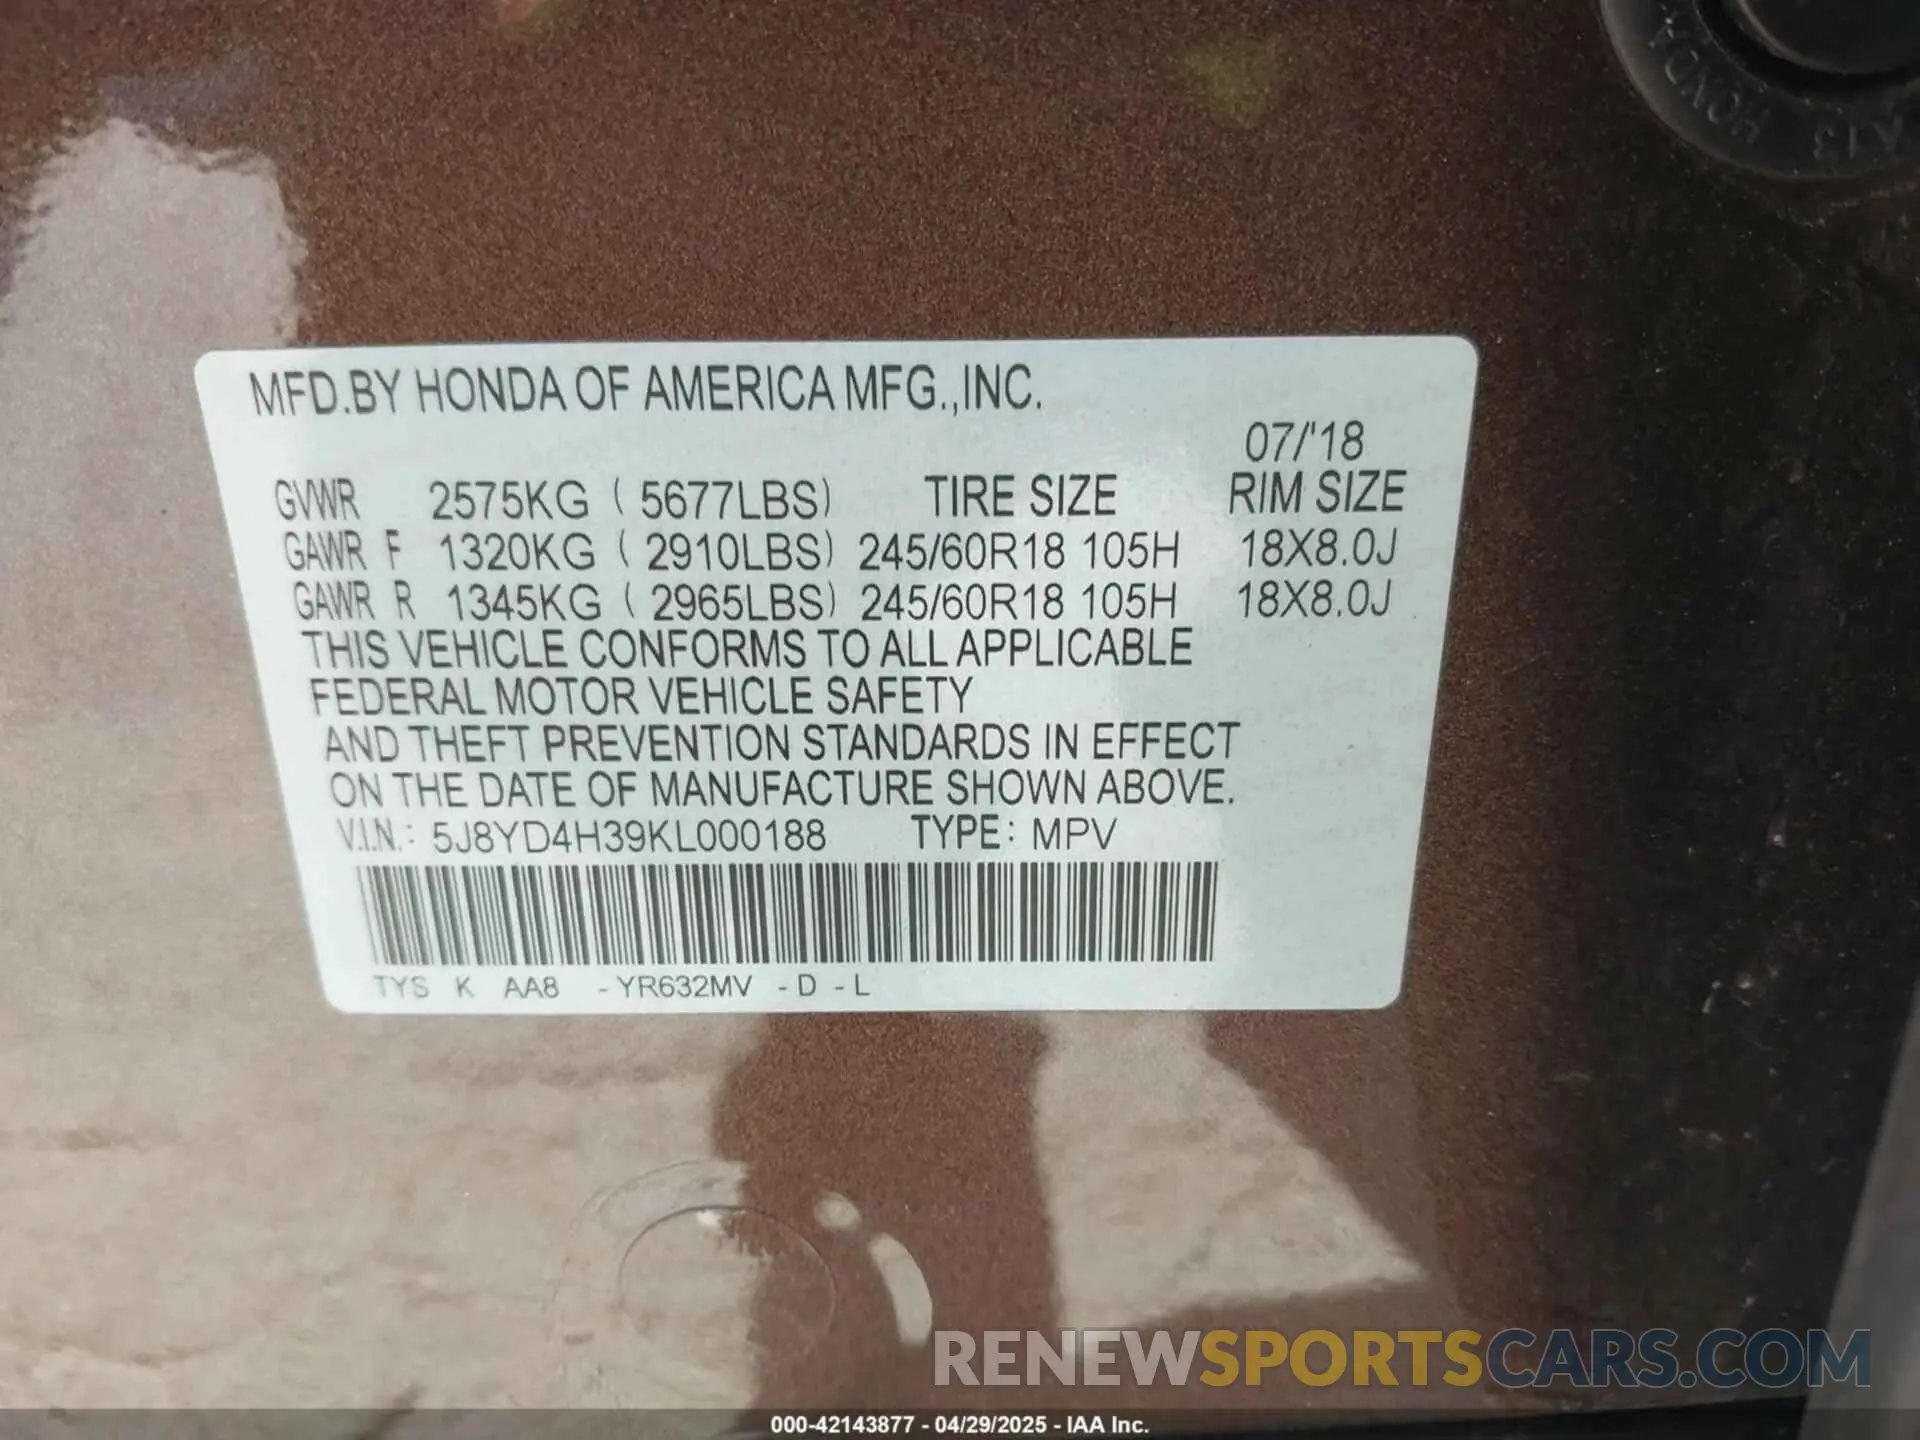 HONDA A13
MFD.BY HONDA OF AMERICA MFG.,INC.
07/'18
GVWR 2575KG ( 5677LBS) TIRE SIZE RIM SIZE
GAWR F 1320KG ( 2910LBS) 245/60R18 105H 18X8.0J
GAWR R 1345KG ( 2965LBS) 245/60R18 105H 18X8.0J
THIS VEHICLE CONFORMS TO ALL APPLICABLE
FEDERAL MOTOR VEHICLE SAFETY
AND THEFT PREVENTION STANDARDS IN EFFECT
ON THE DATE OF MANUFACTURE SHOWN ABOVE.
V.I.N.: 5J8YD4H39KL000188 TYPE: MPV
TYS K AA8 -YR632MV -D -L
RENEWSPORTSCARS.COM
000-42143877 - 04/29/2025 - IAA Inc.